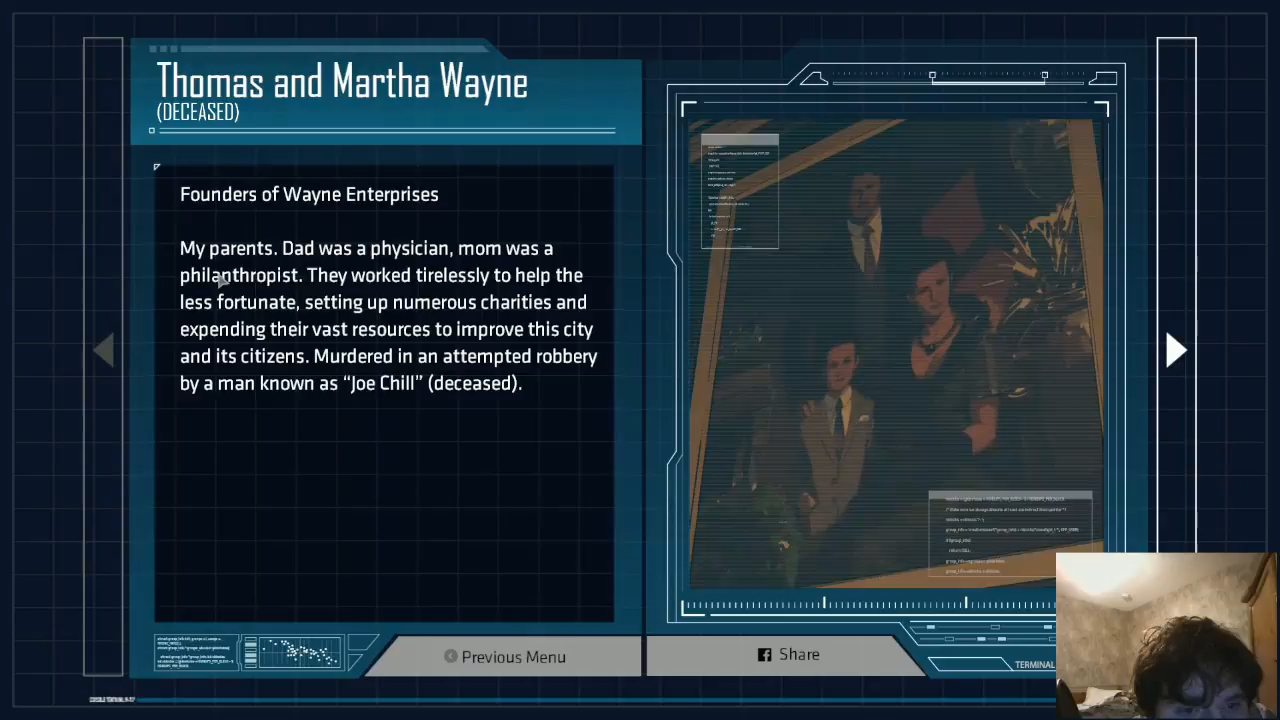 Thomas and Martha Wayne
(DECEASED)
Founders of Wayne Enterprises
My parents. Dad was a physician, mom was a
philanthropist. They worked tirelessly to help the
less fortunate, setting up numerous charities and
expending their vast resources to improve this city
and its citizens. Murdered in an attempted robbery
by a man known as “Joe Chill” (deceased).
Previous Menu
Share
TERMINAL